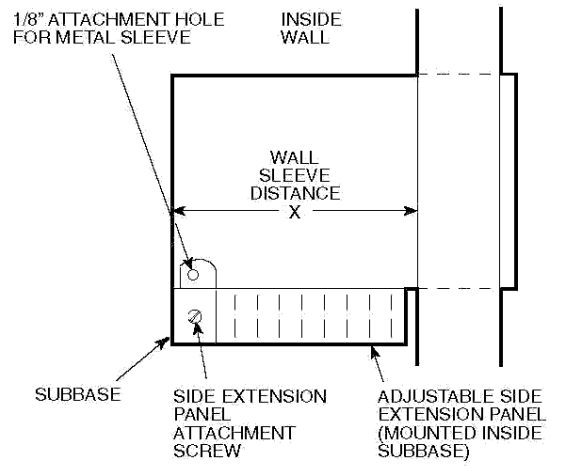 1/8" ATTACHMENT HOLE
FOR METAL SLEEVE
INSIDE
WALL
WALL
SLEEVE
DISTANCE
X
SUBBASE
SIDE EXTENSION
PANEL
ATTACHMENT
SCREW
ADJUSTABLE SIDE
EXTENSION PANEL
(MOUNTED INSIDE
SUBBASE)